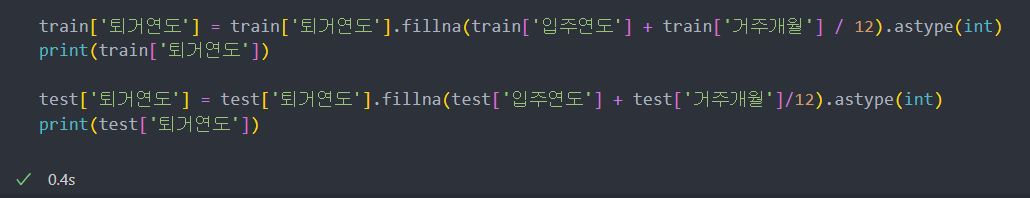 train['퇴거연도'] = train['퇴거연도'].fillna(train['입주연도'] + train['거주개월'] / 12).astype(int)
print(train['퇴거연도'])
test['퇴거연도'] = test['퇴거연도'].fillna(test['입주연도'] + test['거주개월']/12).astype(int)
print(test['퇴거연도'])
0.4s